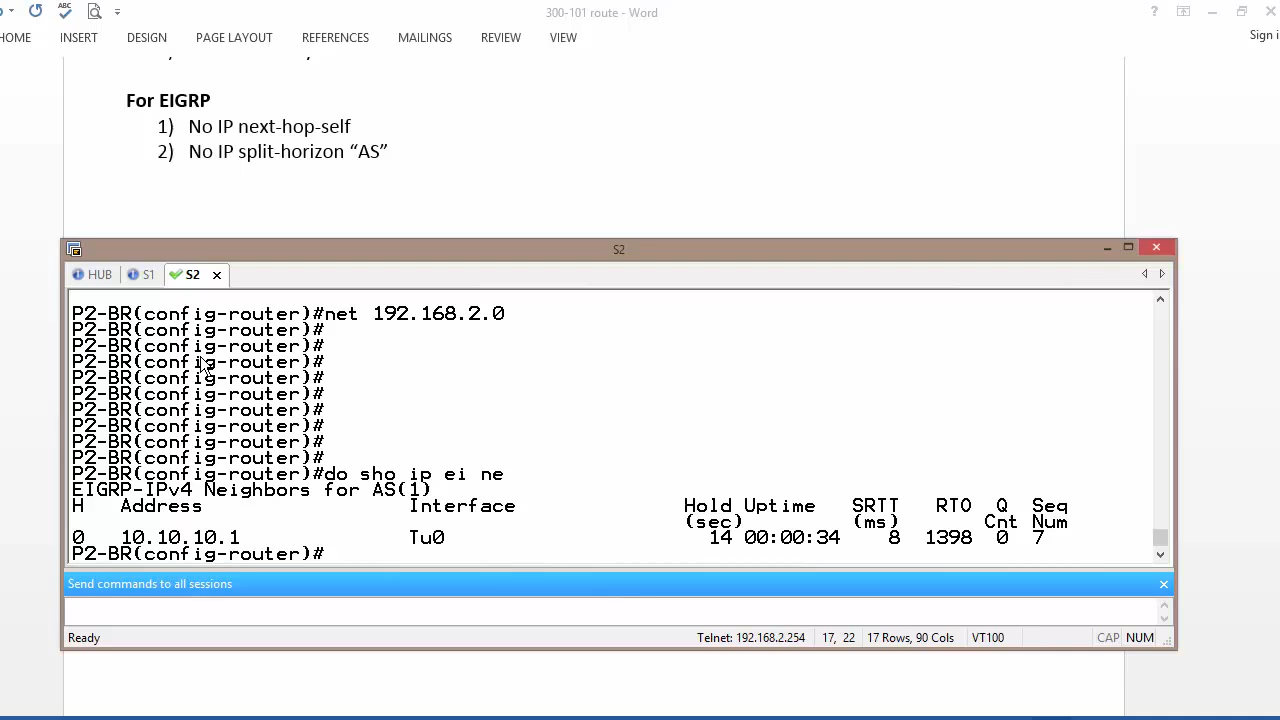 300-101 route - Word
HOME INSERT DESIGN PAGE LAYOUT REFERENCES MAILINGS REVIEW VIEW
For EIGRP
1) No IP next-hop-self
2) No IP split-horizon “AS”
S2
HUB S1 S2
P2-BR(config-router)#net 192.168.2.0
P2-BR(config-router)#
P2-BR(config-router)#
P2-BR(config-router)#
P2-BR(config-router)#
P2-BR(config-router)#
P2-BR(config-router)#
P2-BR(config-router)#
P2-BR(config-router)#
P2-BR(config-router)#
P2-BR(config-router)#do sho ip ei ne
EIGRP-IPv4 Neighbors for AS(1)
H Address Interface Hold Uptime SRTT RTO Q Seq
(sec) (ms) Cnt Num
0 10.10.10.1 Tu0 14 00:00:34 8 1398 0 7
P2-BR(config-router)#
Send commands to all sessions
Ready Telnet: 192.168.2.254 17, 22 17 Rows, 90 Cols VT100 CAP NUM